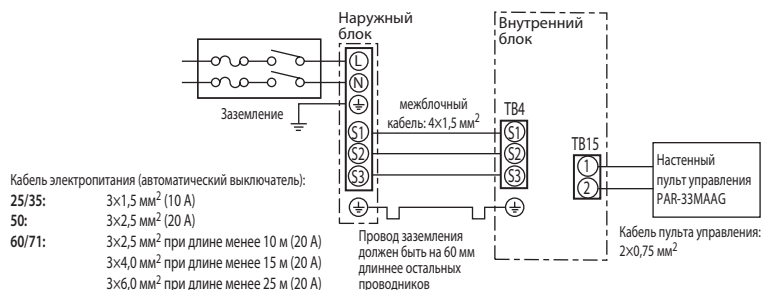 Наружный
блок
Внутренний
блок
L
N
Заземление
межблочный
кабель: 4×1,5 мм²
TB4
S1
S2
S3
S1
S2
S3
TB15
1
2
Настенный
пульт управления
PAR-33MAAG
Кабель пульта управления:
2×0,75 мм²
Провод заземления
должен быть на 60 мм
длиннее остальных
проводников
Кабель электропитания (автоматический выключатель):
25/35: 3×1,5 мм² (10 А)
50: 3×2,5 мм² (20 А)
60/71: 3×2,5 мм² при длине менее 10 м (20 А)
3×4,0 мм² при длине менее 15 м (20 А)
3×6,0 мм² при длине менее 25 м (20 А)